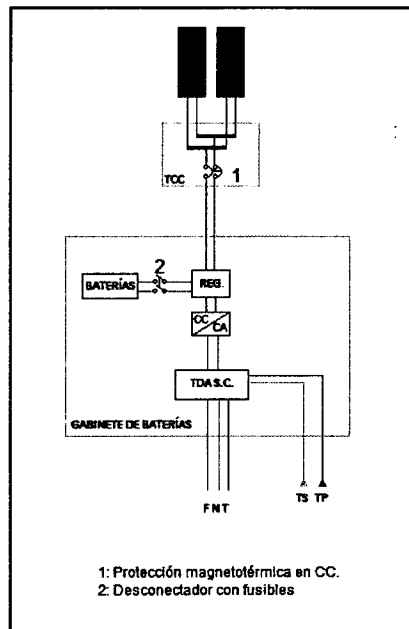 1
TCC
2
BATERÍAS
REG.
CC
CA
TDA S.C.
GABINETE DE BATERÍAS
F N T
TS TP
1: Protección magnetotérmica en CC.
2: Desconectador con fusibles